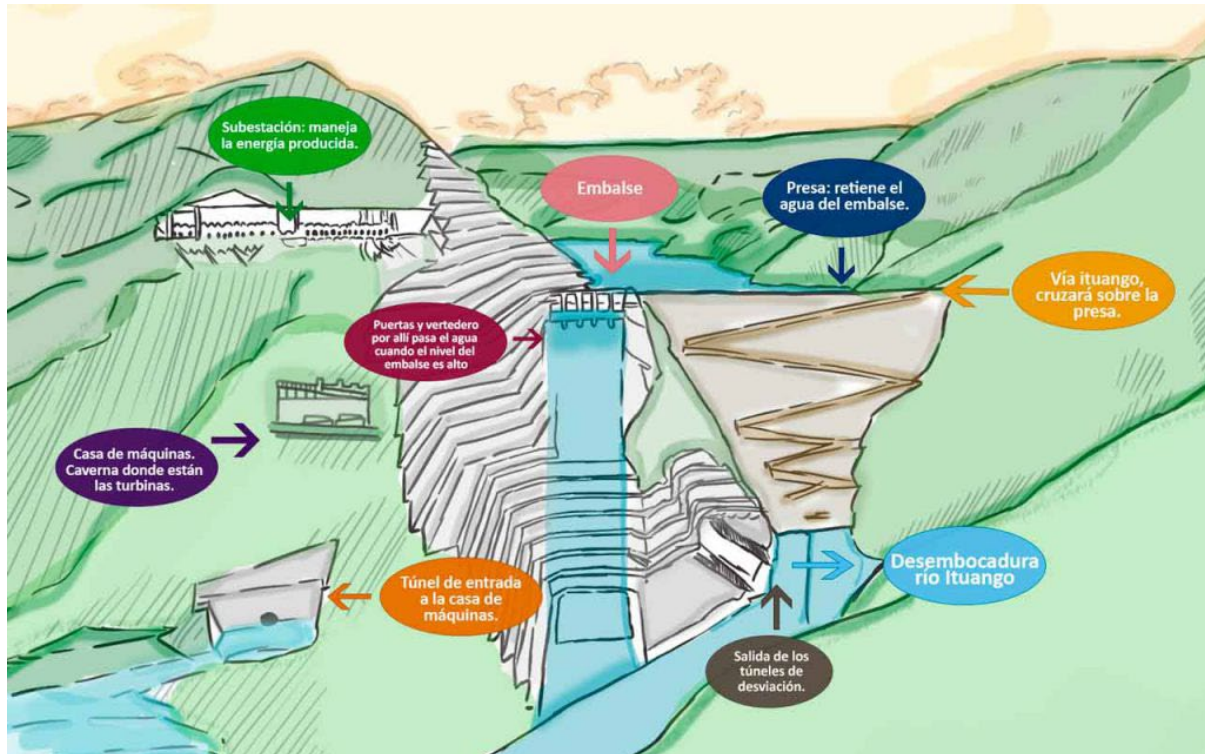 Subestación: maneja
la energía producida.
Embalse
Presa: retiene el
agua del embalse.
Vía ituango,
cruzará sobre la
presa.
Puertas y vertedero
por allí pasa el agua
cuando el nivel del
embalse es alto
Casa de máquinas.
Caverna donde están
las turbinas.
Túnel de entrada
a la casa de
máquinas.
Desembocadura
río Ituango
Salida de los
túneles de
desviación.